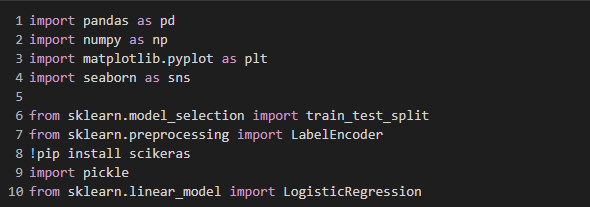 1 import pandas as pd
2 import numpy as np
3 import matplotlib.pyplot as plt
4 import seaborn as sns
5
6 from sklearn.model_selection import train_test_split
7 from sklearn.preprocessing import LabelEncoder
8 !pip install scikeras
9 import pickle
10 from sklearn.linear_model import LogisticRegression